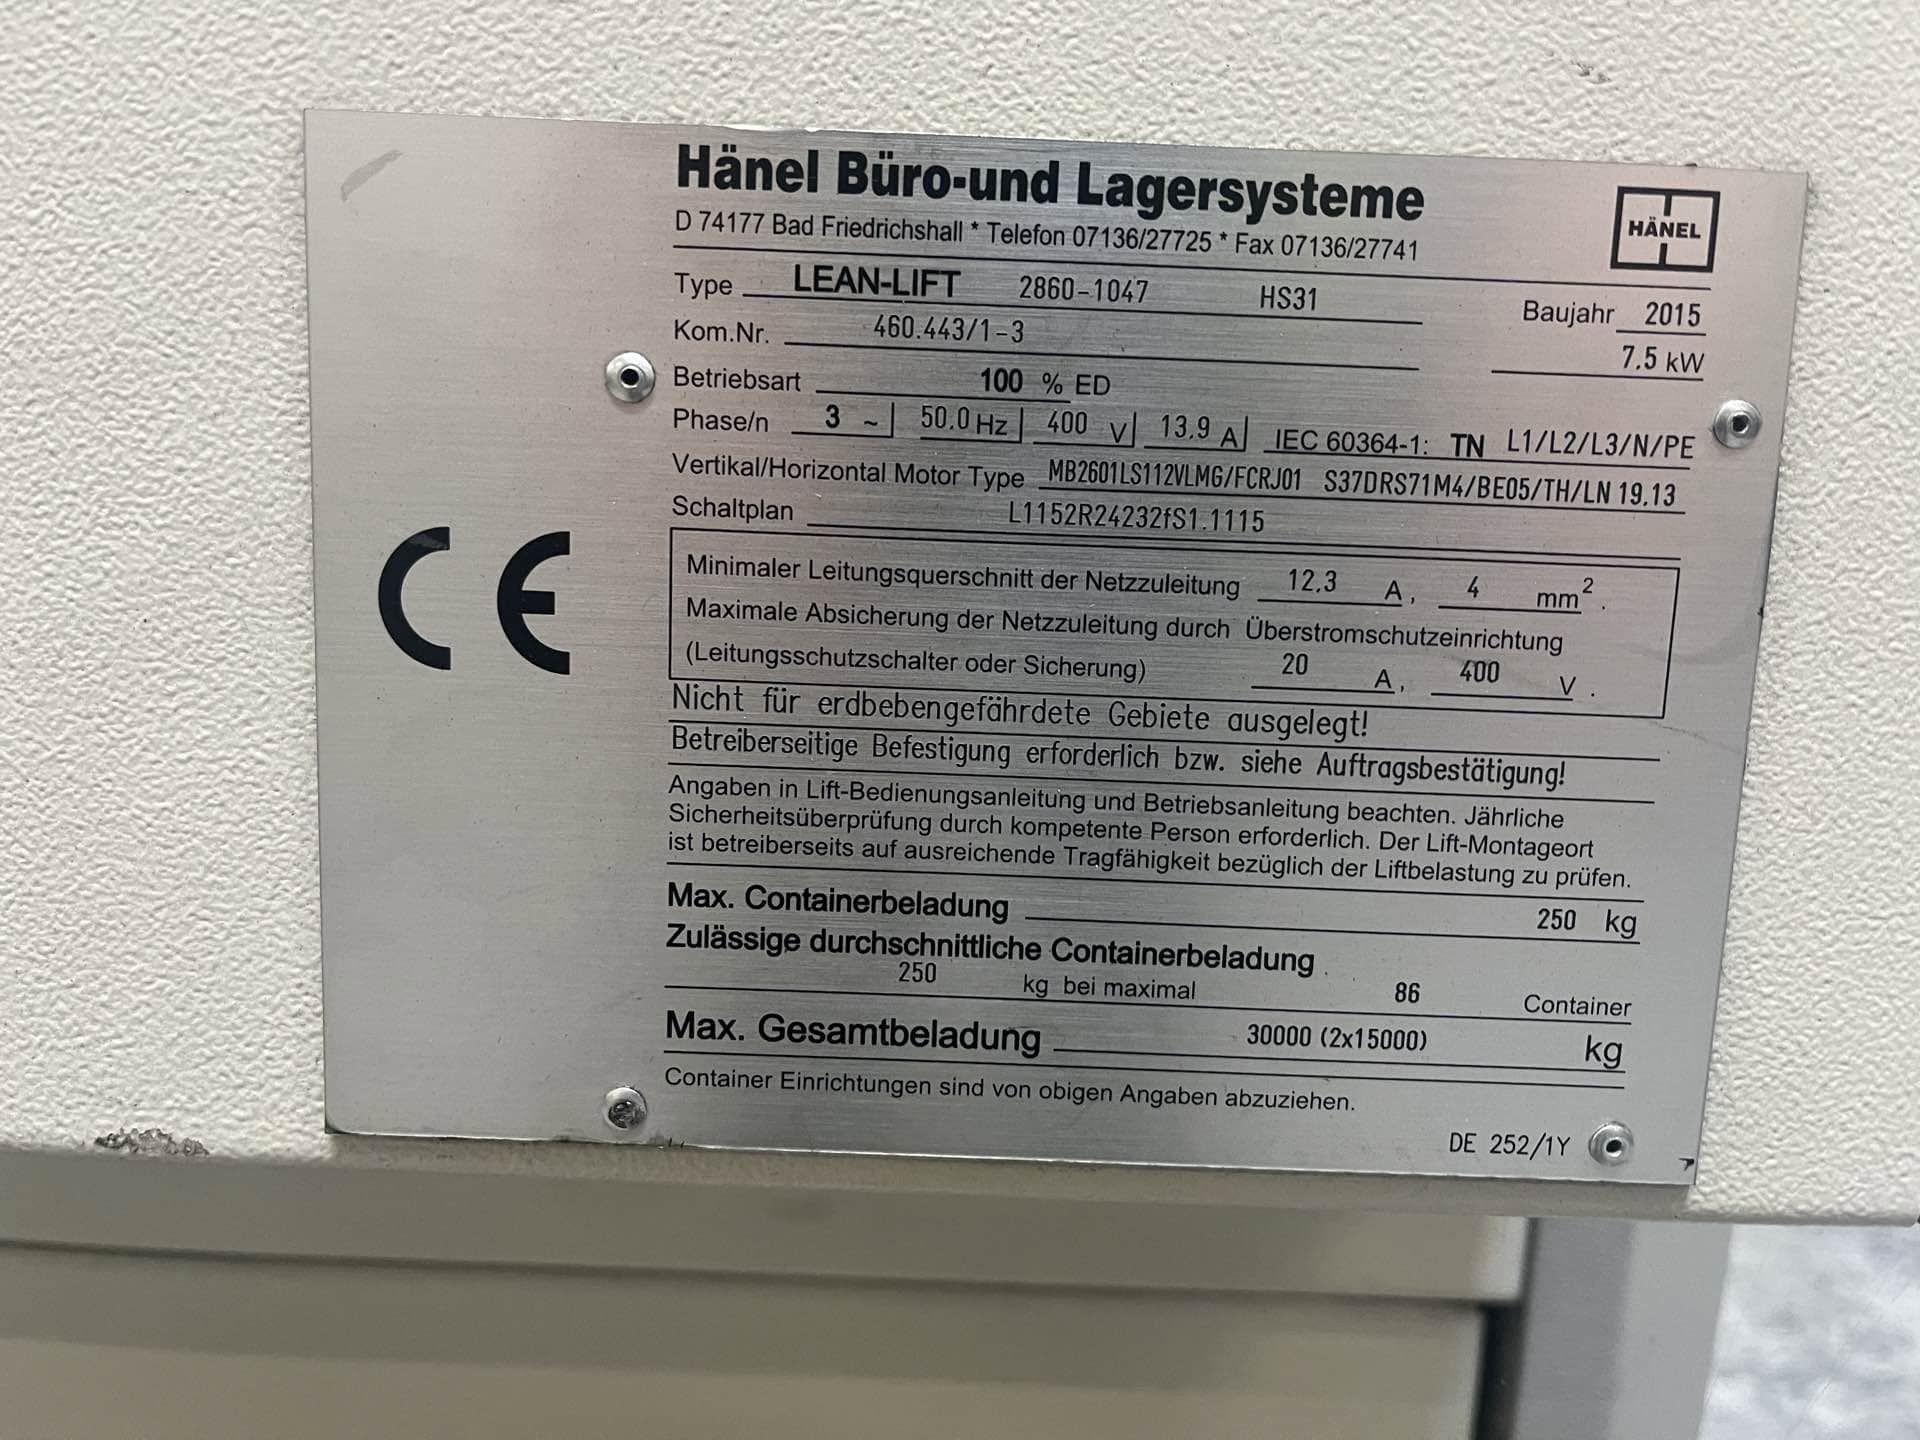 Hänel Büro-und Lagersysteme
D 74177 Bad Friedrichshall * Telefon 07136/27725 * Fax 07136/27741
HÄNEL
Type LEAN-LIFT 2860-1047 HS31 Baujahr 2015
Kom.Nr. 460.443/1-3 7.5 kW
Betriebsart 100 % ED
Phase/n 3 ~ 50.0 Hz 400 V 13.9 A IEC 60364-1: TN L1/L2/L3/N/PE
Vertikal/Horizontal Motor Type MB2601LS112VLMG/FCRJ01 S37DRS71M4/BE05/TH/LN 19.13
Schaltplan L1152R24232fS1.1115
CE
Minimaler Leitungsquerschnitt der Netzzuleitung 12.3 A, 4 mm².
Maximale Absicherung der Netzzuleitung durch Überstromschutzeinrichtung
(Leitungsschutzschalter oder Sicherung) 20 A, 400 V.
Nicht für erdbebengefährdete Gebiete ausgelegt!
Betreiberseitige Befestigung erforderlich bzw. siehe Auftragsbestätigung!
Angaben in Lift-Bedienungsanleitung und Betriebsanleitung beachten. Jährliche
Sicherheitsüberprüfung durch kompetente Person erforderlich. Der Lift-Montageort
ist betreiberseits auf ausreichende Tragfähigkeit bezüglich der Liftbelastung zu prüfen.
Max. Containerbeladung 250 kg
Zulässige durchschnittliche Containerbeladung
250 kg bei maximal 86 Container
Max. Gesamtbeladung 30000 (2x15000) kg
Container Einrichtungen sind von obigen Angaben abzuziehen.
DE 252/1Y